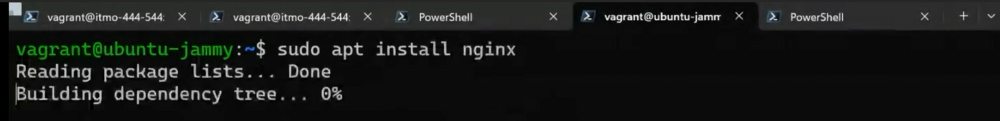 vagrant@itmo-444-544: vagrant@itmo-444-544: PowerShell vagrant@ubuntu-jamm PowerShell
vagrant@ubuntu-jammy:~$ sudo apt install nginx
Reading package lists... Done
Building dependency tree... 0%